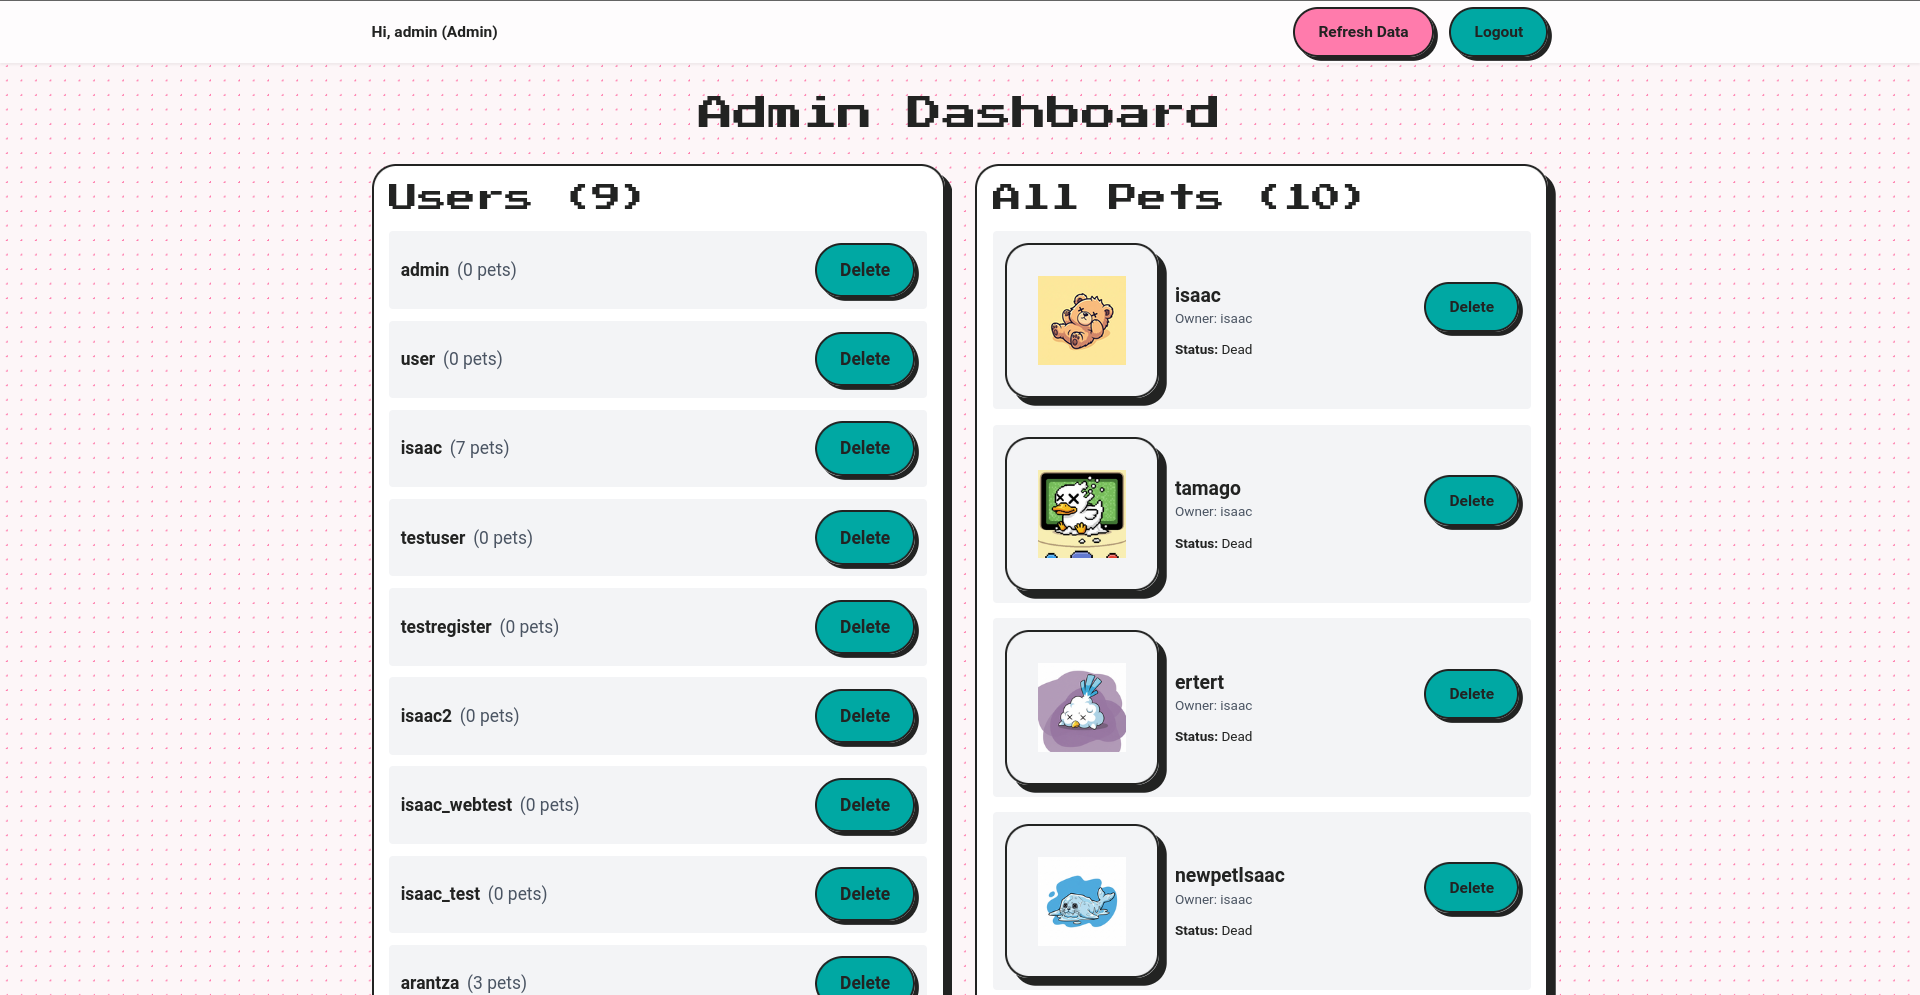 Hi, admin (Admin)
Refresh Data
Logout
Admin Dashboard
Users (9)
admin (0 pets)
Delete
user (0 pets)
Delete
isaac (7 pets)
Delete
testuser (0 pets)
Delete
testregister (0 pets)
Delete
isaac2 (0 pets)
Delete
isaac_webtest (0 pets)
Delete
isaac_test (0 pets)
Delete
arantza (3 pets)
Delete
All Pets (10)
isaac
Owner: isaac
Status: Dead
Delete
tamago
Owner: isaac
Status: Dead
Delete
ertert
Owner: isaac
Status: Dead
Delete
newpetIsaac
Owner: isaac
Status: Dead
Delete